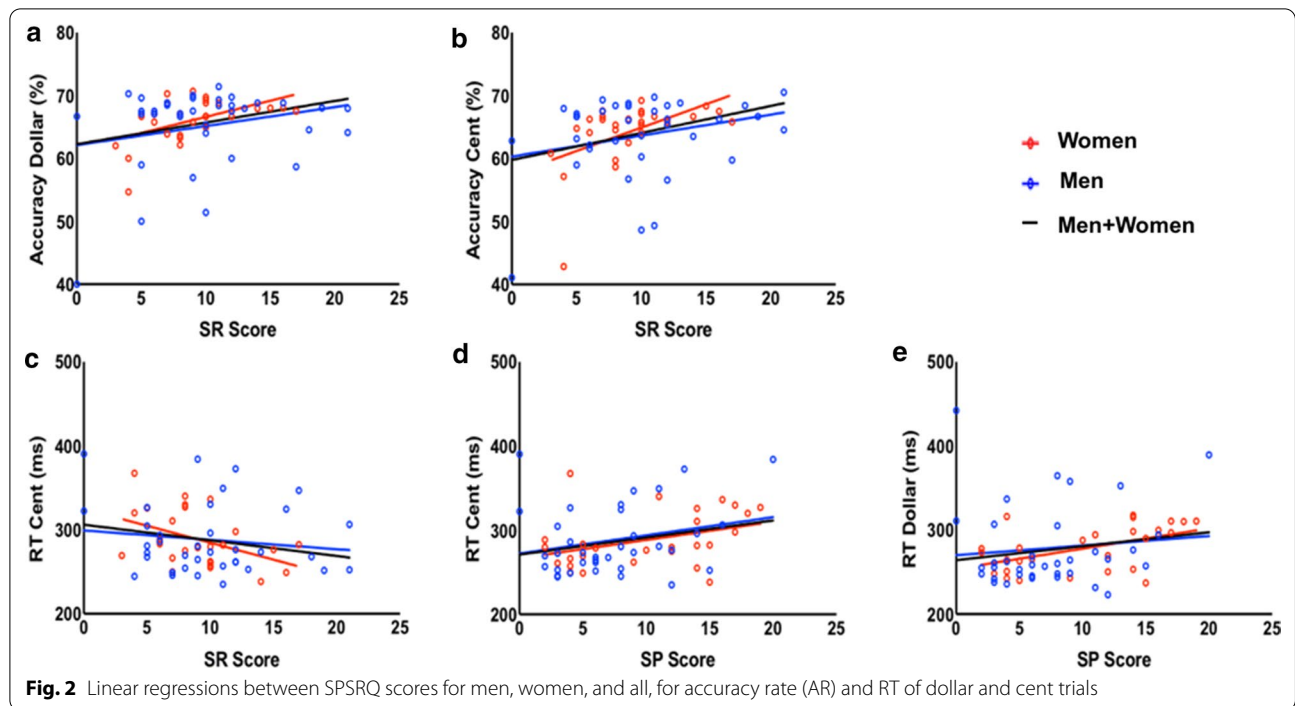 a
80
70
60
50
40
0 5 10 15 20 25
Accuracy Dollar (%)
SR Score
b
80
70
60
50
40
0 5 10 15 20 25
Accuracy Cent (%)
SR Score
Women
Men
Men+Women
c
500
400
300
200
0 5 10 15 20 25
RT Cent (ms)
SR Score
d
500
400
300
200
0 5 10 15 20 25
RT Cent (ms)
SP Score
e
500
400
300
200
0 5 10 15 20 25
RT Dollar (ms)
SP Score
Fig. 2 Linear regressions between SPSRQ scores for men, women, and all, for accuracy rate (AR) and RT of dollar and cent trials